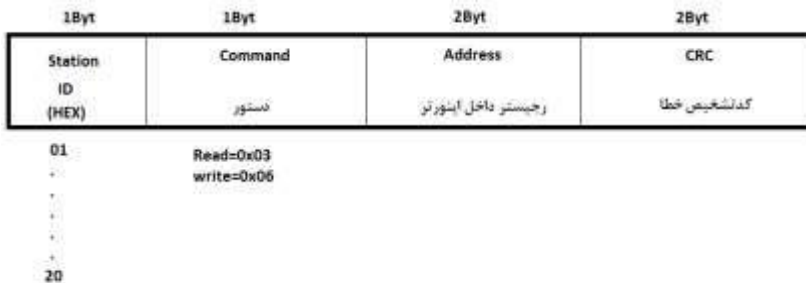 1Byt 1Byt 2Byt 2Byt
Station Command Address CRC
ID
(HEX) دستور رجیستر داخل اینورتر کدتشخیص خطا
01 Read=0x03
. write=0x06
.
.
.
.
20